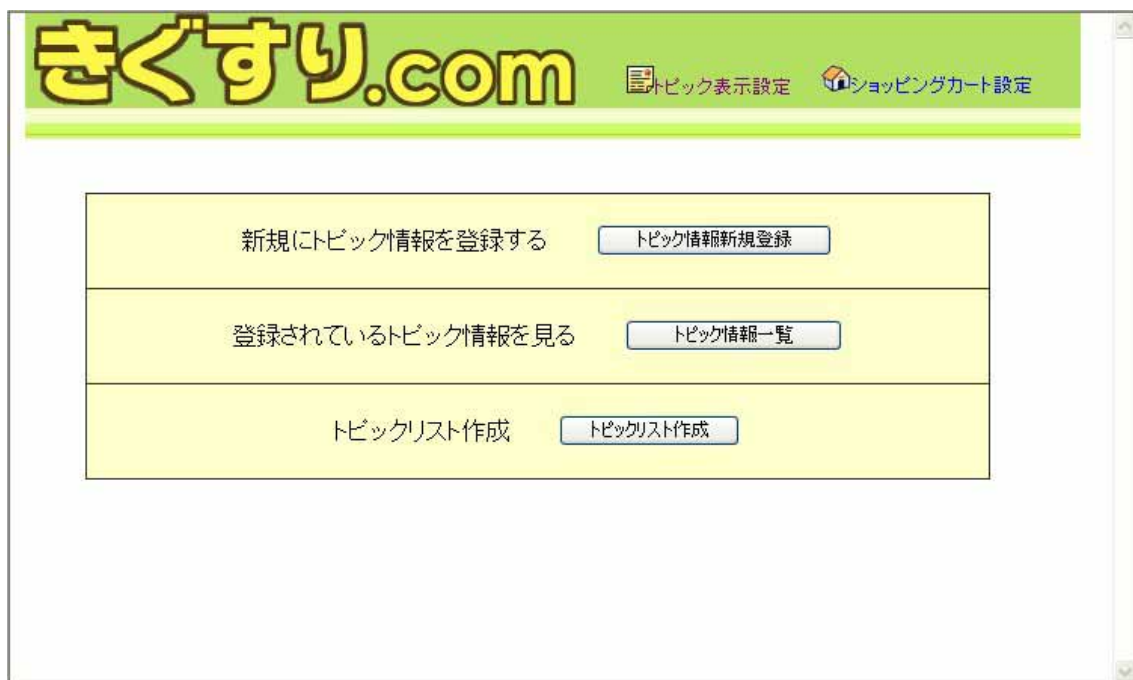 きぐすり.com
トピック表示設定 ショッピングカート設定
新規にトピック情報を登録する トピック情報新規登録
登録されているトピック情報を見る トピック情報一覧
トピックリスト作成 トピックリスト作成